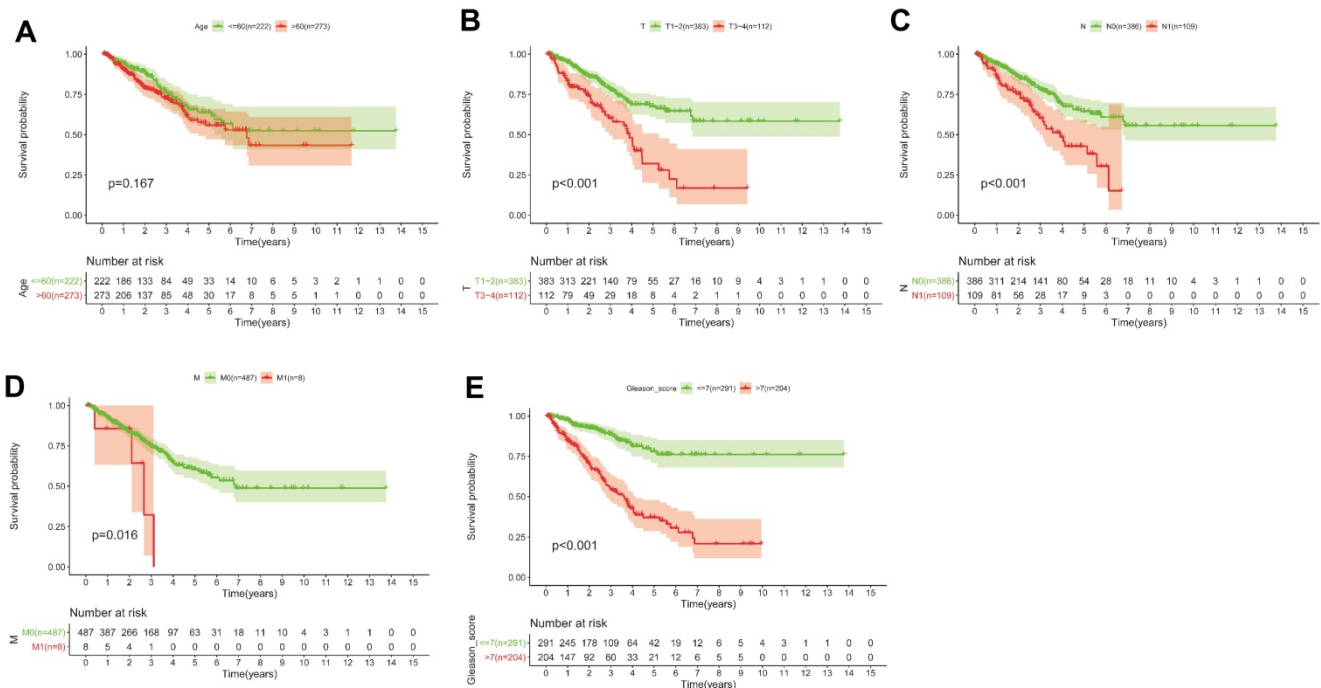 A
Age <=60(n=222) >60(n=273)
Survival probability
1.00
0.75
0.50
0.25
0.00
p=0.167
0 1 2 3 4 5 6 7 8 9 10 11 12 13 14 15
Time(years)
Number at risk
Age
<=60(n=222) 222 186 133 84 49 33 14 10 6 5 3 2 1 1 0 0
>60(n=273) 273 206 137 85 48 30 17 8 5 5 1 1 0 0 0 0
0 1 2 3 4 5 6 7 8 9 10 11 12 13 14 15
Time(years)
B
T T1-2(n=383) T3-4(n=112)
Survival probability
1.00
0.75
0.50
0.25
0.00
p<0.001
0 1 2 3 4 5 6 7 8 9 10 11 12 13 14 15
Time(years)
Number at risk
T
T1-2(n=383) 383 313 221 140 79 55 27 16 10 9 4 3 1 1 0 0
T3-4(n=112) 112 79 49 29 18 8 4 2 1 1 0 0 0 0 0 0
0 1 2 3 4 5 6 7 8 9 10 11 12 13 14 15
Time(years)
C
N N0(n=386) N1(n=109)
Survival probability
1.00
0.75
0.50
0.25
0.00
p<0.001
0 1 2 3 4 5 6 7 8 9 10 11 12 13 14 15
Time(years)
Number at risk
N
N0(n=386) 386 311 214 141 80 54 28 18 11 10 4 3 1 1 0 0
N1(n=109) 109 81 56 28 17 9 3 0 0 0 0 0 0 0 0 0
0 1 2 3 4 5 6 7 8 9 10 11 12 13 14 15
Time(years)
D
M M0(n=487) M1(n=8)
Survival probability
1.00
0.75
0.50
0.25
0.00
p=0.016
0 1 2 3 4 5 6 7 8 9 10 11 12 13 14 15
Time(years)
Number at risk
M
M0(n=487) 487 387 266 168 97 63 31 18 11 10 4 3 1 1 0 0
M1(n=8) 8 5 4 1 0 0 0 0 0 0 0 0 0 0 0 0
0 1 2 3 4 5 6 7 8 9 10 11 12 13 14 15
Time(years)
E
Gleason_score <=7(n=291) >7(n=204)
Survival probability
1.00
0.75
0.50
0.25
0.00
p<0.001
0 1 2 3 4 5 6 7 8 9 10 11 12 13 14 15
Time(years)
Number at risk
Gleason_score
<=7(n=291) 291 245 178 109 64 42 19 12 6 5 4 3 1 1 0 0
>7(n=204) 204 147 92 60 33 21 12 6 5 5 0 0 0 0 0 0
0 1 2 3 4 5 6 7 8 9 10 11 12 13 14 15
Time(years)